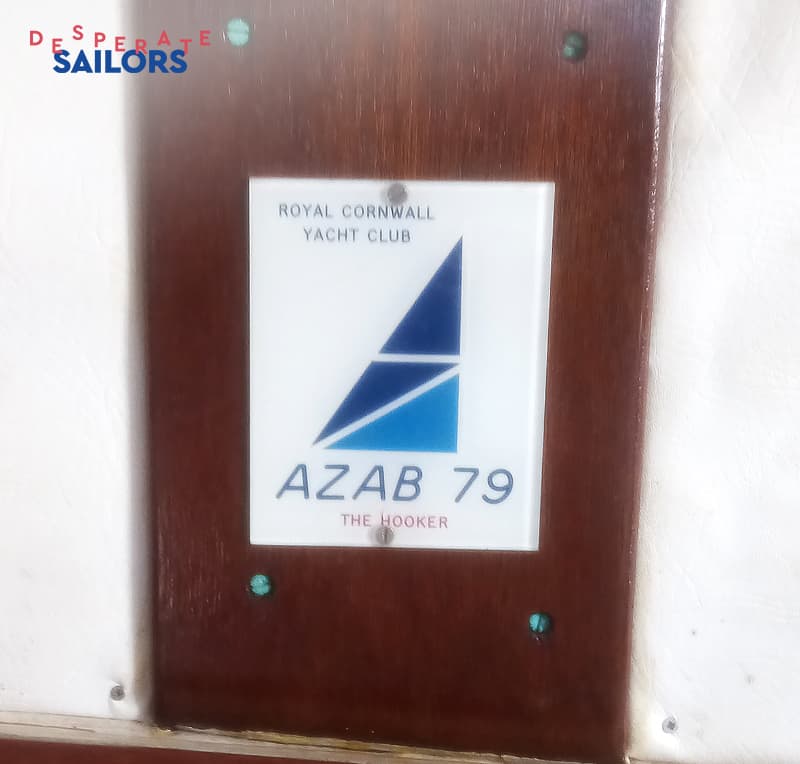 DESPERATE
SAILORS
ROYAL CORNWALL
YACHT CLUB
AZAB 79
THE HOOKER